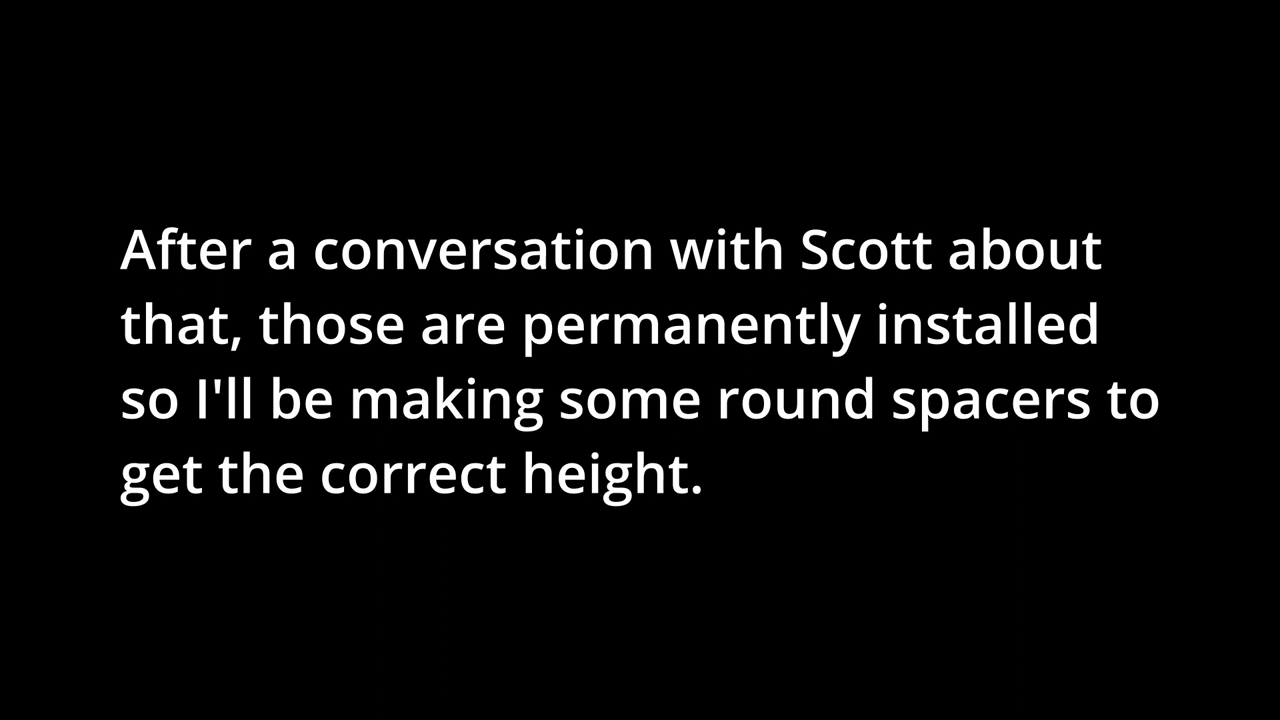 After a conversation with Scott about
that, those are permanently installed
so I'll be making some round spacers to
get the correct height.